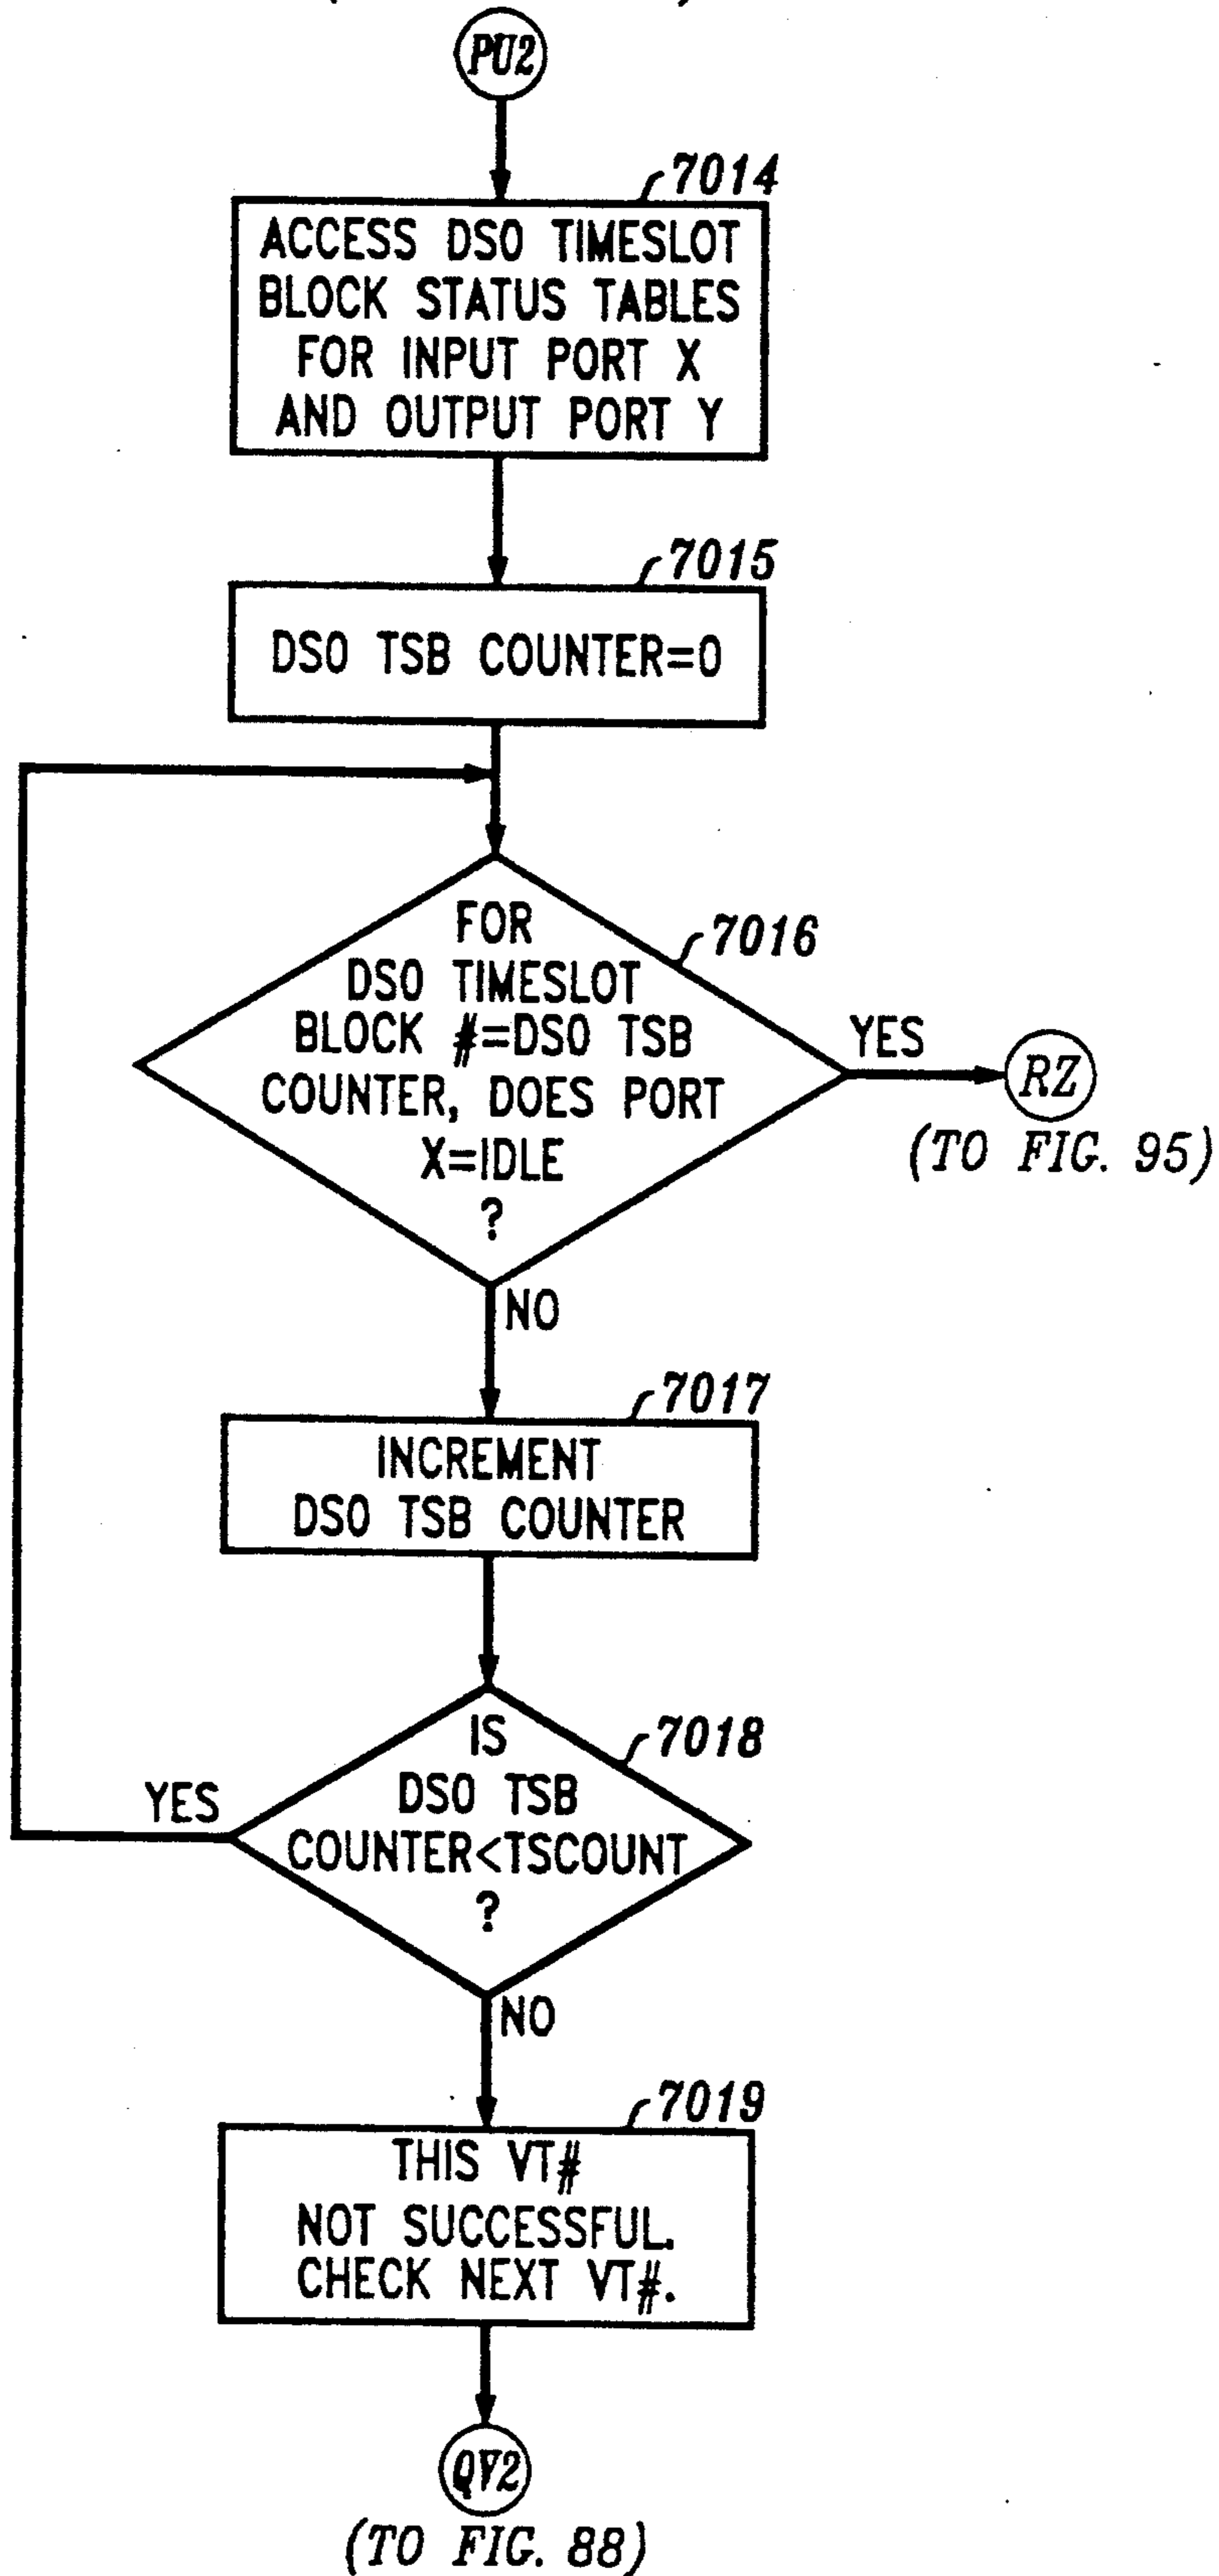 PU2
7014
ACCESS DS0 TIMESLOT
BLOCK STATUS TABLES
FOR INPUT PORT X
AND OUTPUT PORT Y
7015
DS0 TSB COUNTER=0
7016
FOR
DS0 TIMESLOT
BLOCK #=DS0 TSB
COUNTER, DOES PORT
X=IDLE
?
YES
RZ
(TO FIG. 95)
NO
7017
INCREMENT
DS0 TSB COUNTER
7018
IS
DS0 TSB
COUNTER<TSCOUNT
?
YES
NO
7019
THIS VT#
NOT SUCCESSFUL.
CHECK NEXT VT#.
QV2
(TO FIG. 88)